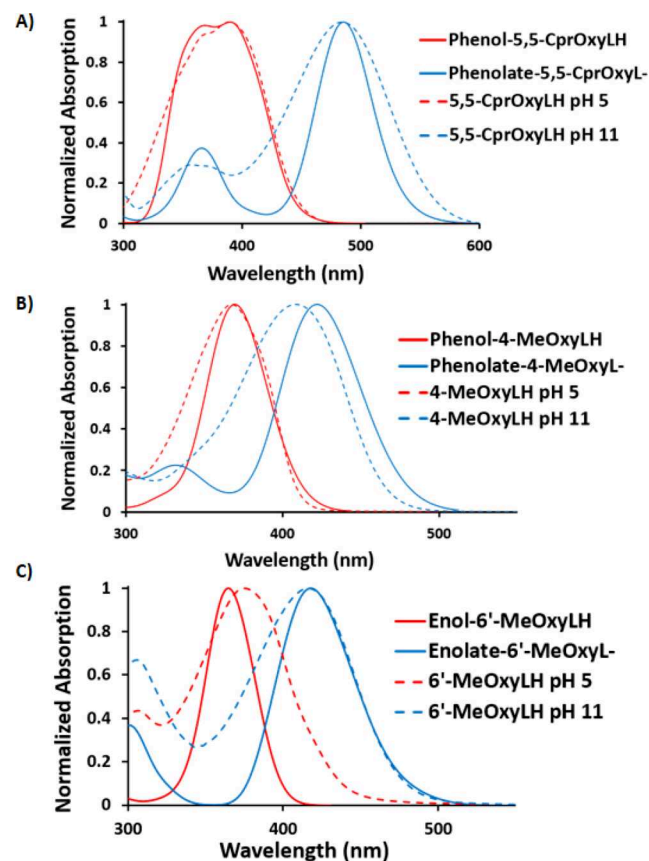 A)
Normalized Absorption
1
0.8
0.6
0.4
0.2
0
300
400
500
600
Wavelength (nm)
Phenol-5,5-CprOxyLH
Phenolate-5,5-CprOxyL-
5,5-CprOxyLH pH 5
5,5-CprOxyLH pH 11
B)
Normalized Absorption
1
0.8
0.6
0.4
0.2
0
300
400
500
Wavelength (nm)
Phenol-4-MeOxyLH
Phenolate-4-MeOxyL-
4-MeOxyLH pH 5
4-MeOxyLH pH 11
C)
Normalized Absorption
1
0.8
0.6
0.4
0.2
0
300
400
500
Wavelength (nm)
Enol-6'-MeOxyLH
Enolate-6'-MeOxyL-
6'-MeOxyLH pH 5
6'-MeOxyLH pH 11